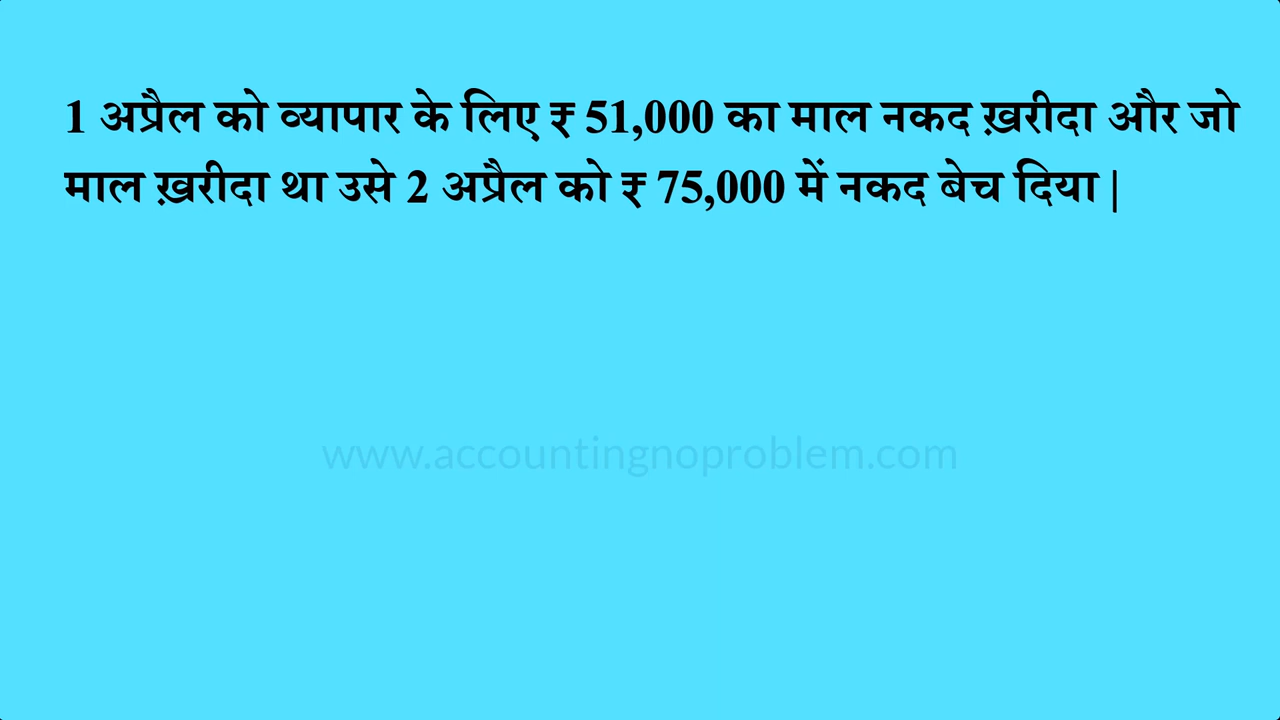 1 अप्रैल को व्यापार के लिए ₹ 51,000 का माल नकद ख़रीदा और जो
माल ख़रीदा था उसे 2 अप्रैल को ₹ 75,000 में नकद बेच दिया |
www.accountingnoproblem.com